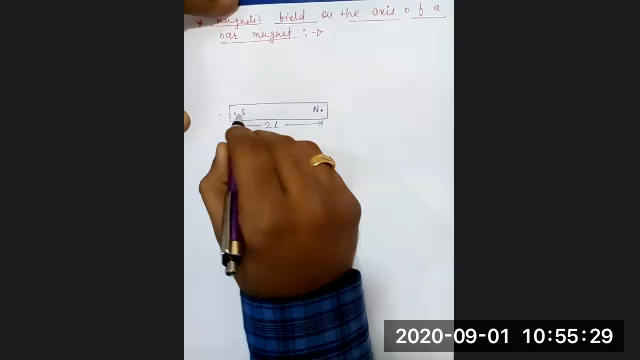 * Magnetic field on the axis of a
bar magnet :-
S N
2l
2020-09-01 10:55:29